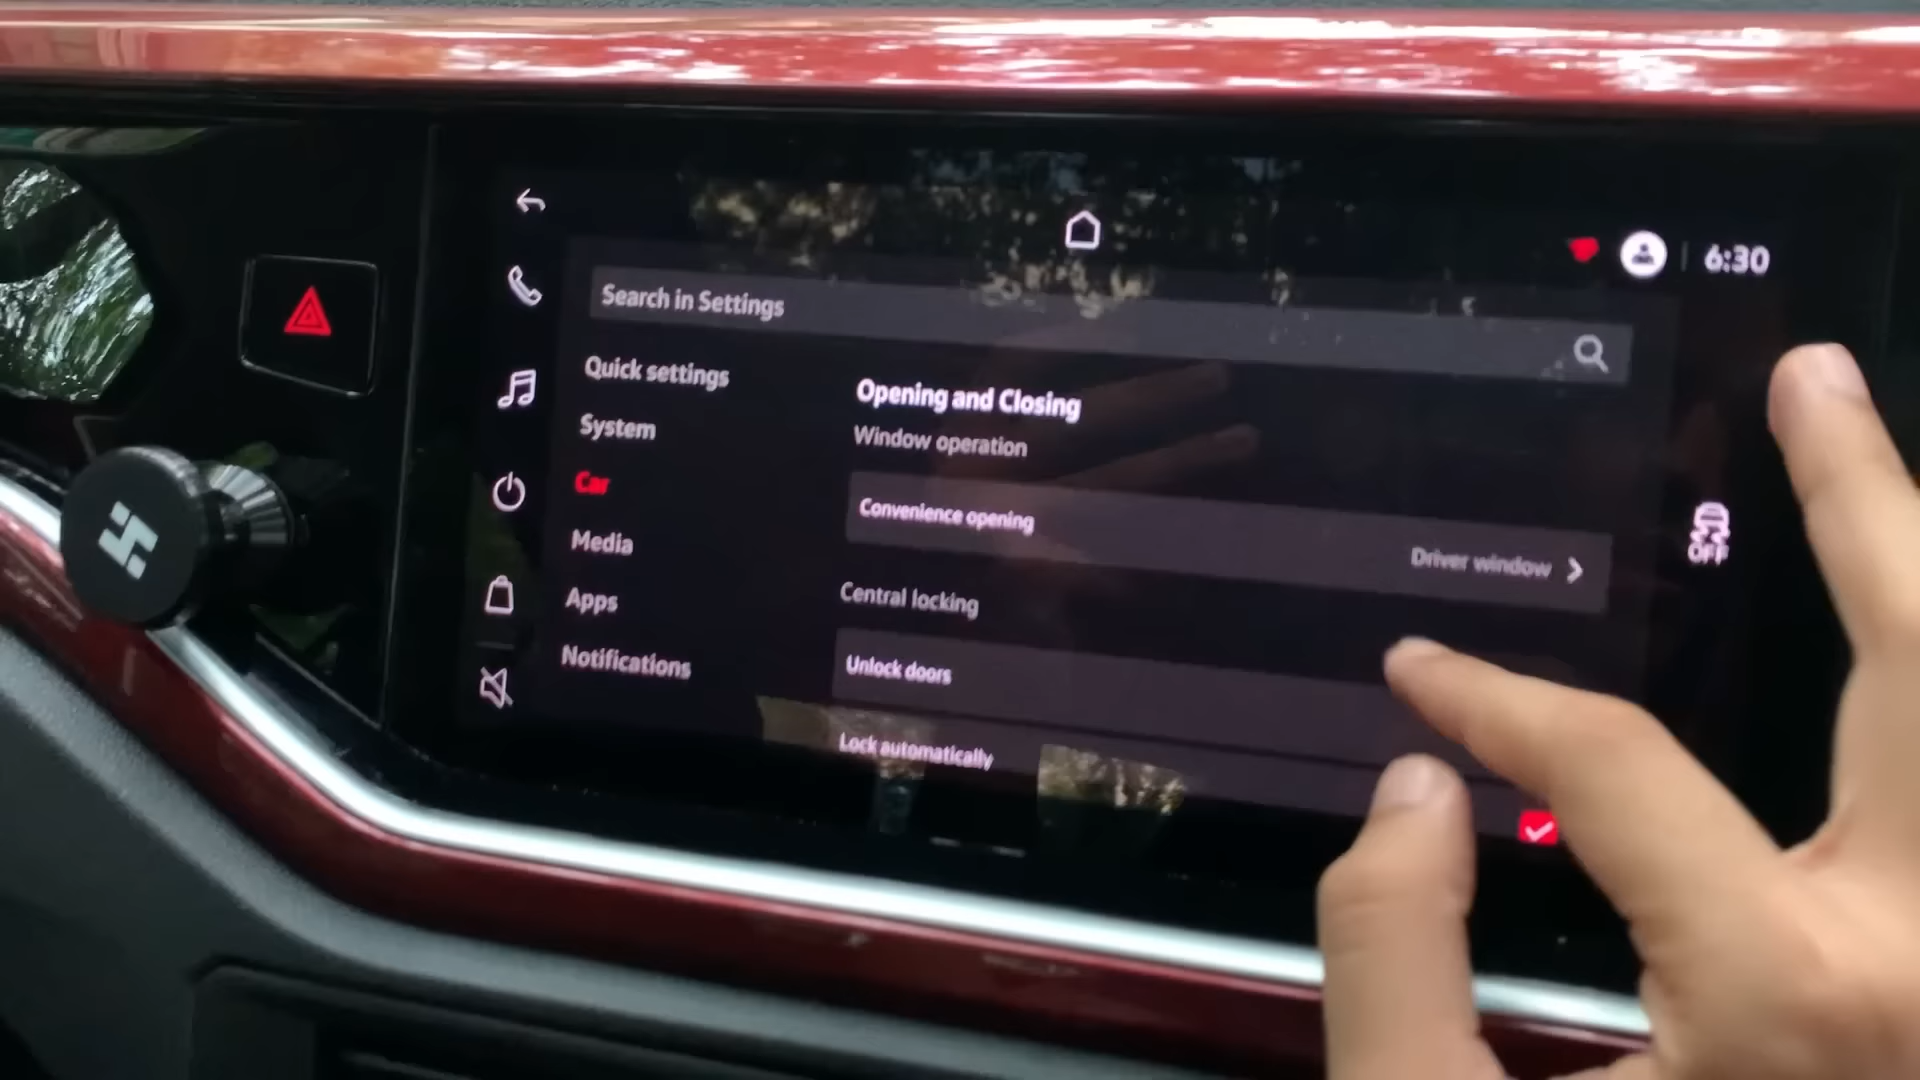 6:30
Search in Settings
Quick settings
System
Car
Media
Apps
Notifications
Opening and Closing
Window operation
Convenience opening
Driver window
Central locking
Unlock doors
Lock automatically
OFF